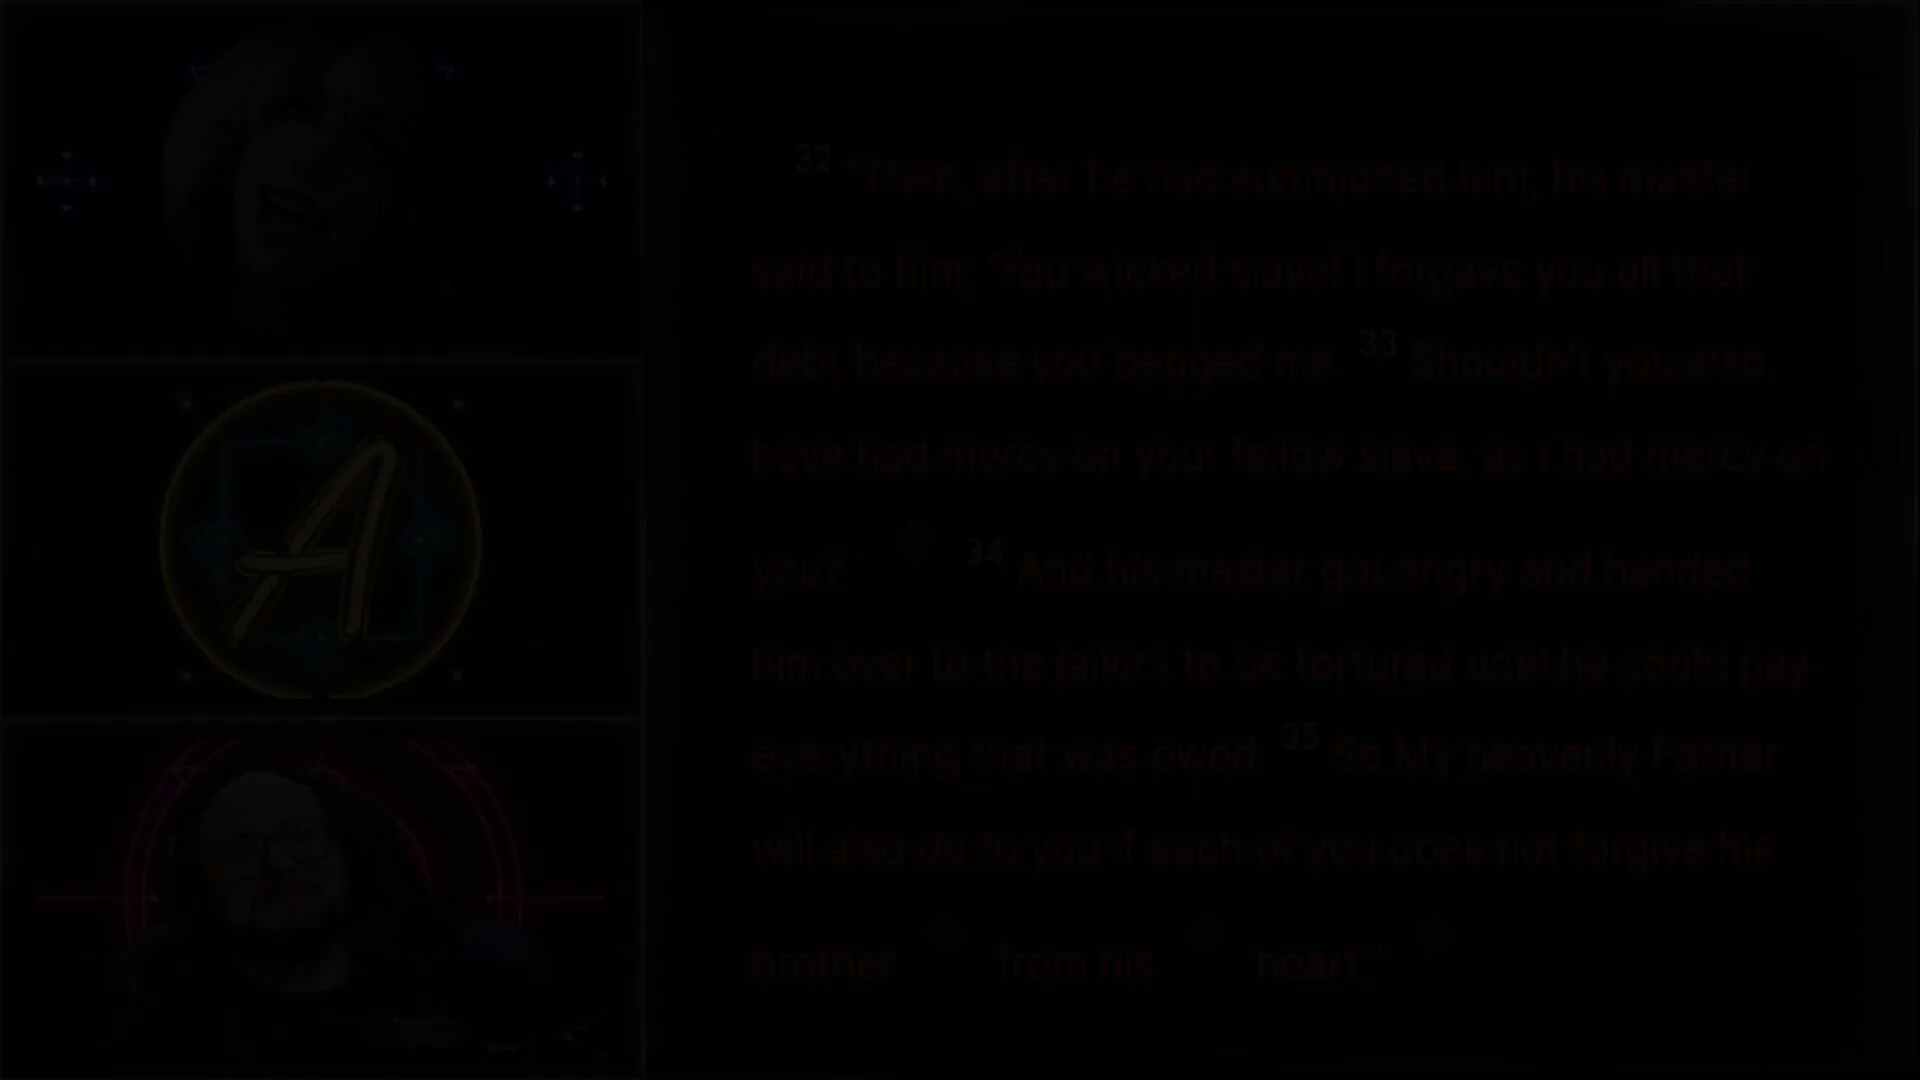 A
32 "Then, after he had summoned him, his master
said to him, 'You wicked slave! I forgave you all that
debt because you begged me. 33 Shouldn't you also
have had mercy on your fellow slave, as I had mercy on
you?' 34 And his master got angry and handed
him over to the jailers to be tortured until he could pay
everything that was owed. 35 So My heavenly Father
will also do to you if each of you does not forgive his
brother from his heart."